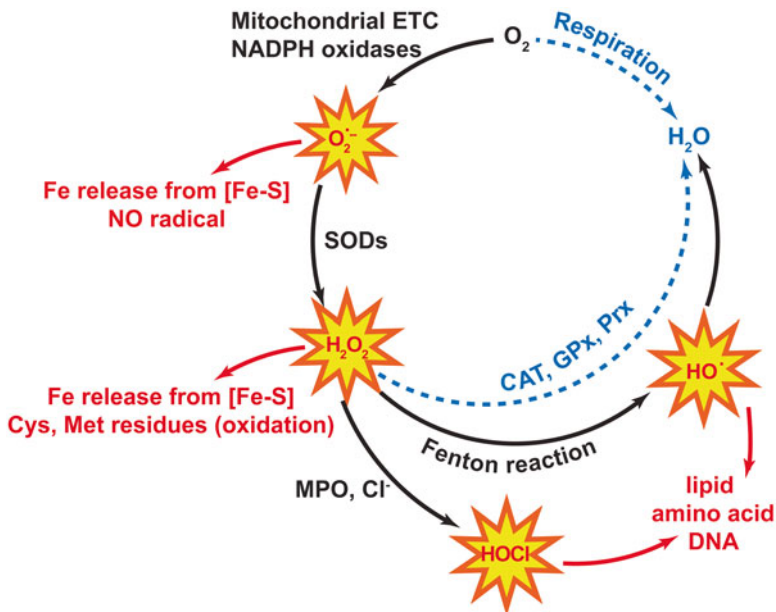 Mitochondrial ETC
NADPH oxidases
O₂
Respiration
H₂O
O₂·⁻
Fe release from [Fe-S]
NO radical
SODs
H₂O₂
CAT, GPx, Prx
HO·
Fe release from [Fe-S]
Cys, Met residues (oxidation)
Fenton reaction
MPO, Cl⁻
HOCl
lipid
amino acid
DNA